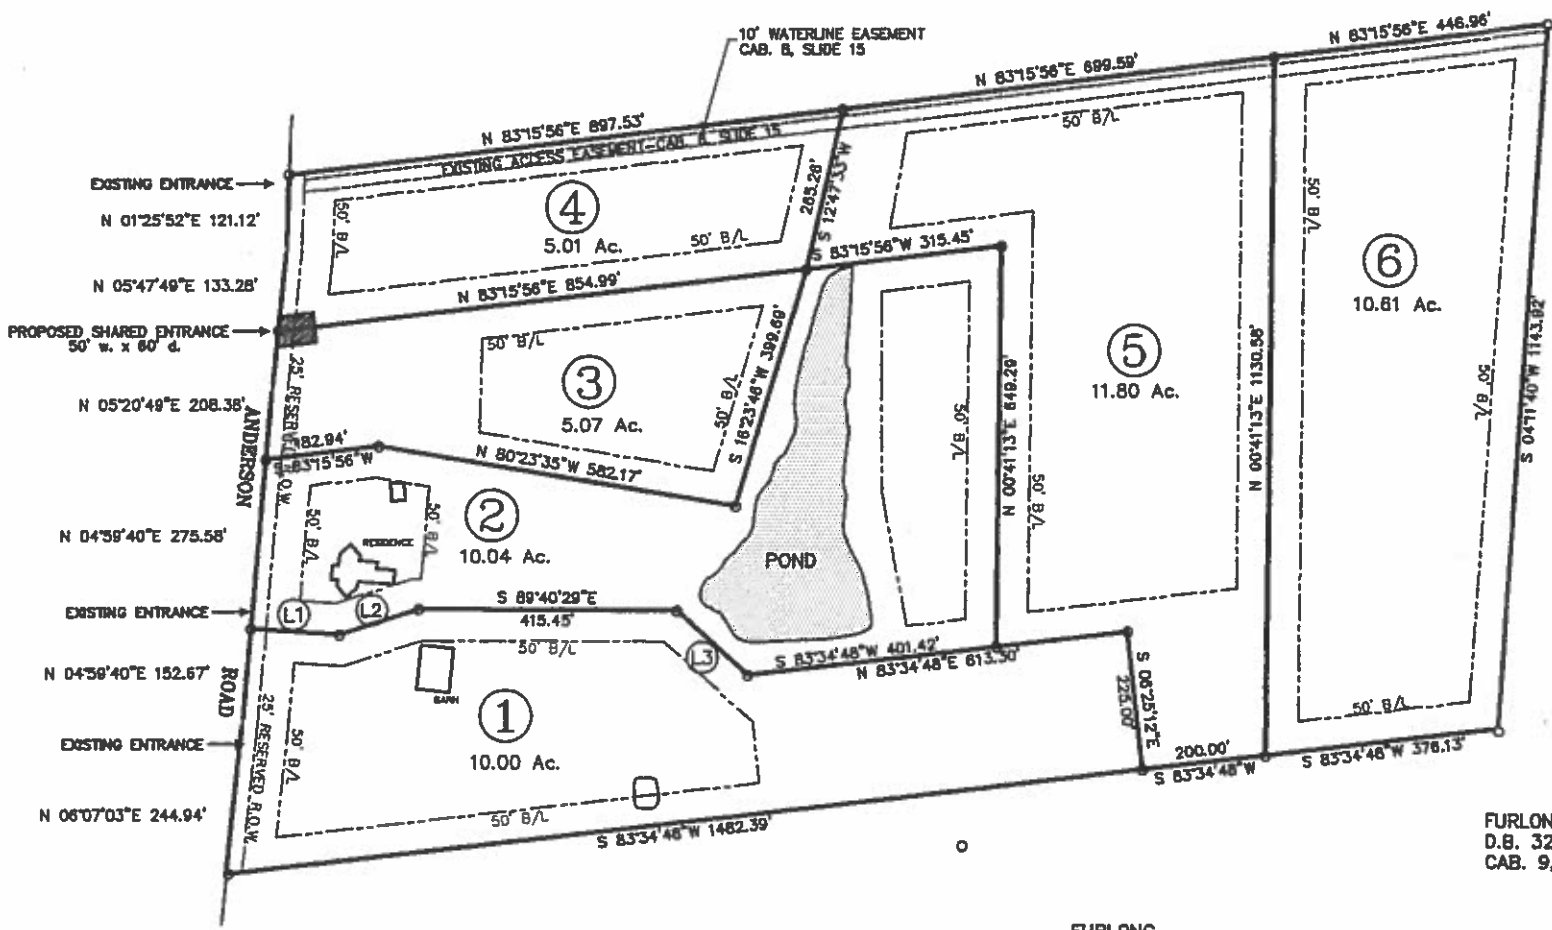 10' WATERLINE EASEMENT
CAB. 8, SLIDE 15
N 83°15'56"E 446.96'
N 83°15'56"E 699.59'
N 83°15'56"E 897.53'
EXISTING ACCESS EASEMENT-CAB. 8, SLIDE 15
50' B/L
EXISTING ENTRANCE
N 01°25'52"E 121.12'
50' B/L
4
5.01 Ac.
50' B/L
265.28'
S 12°47'33"W
50' B/L
6
10.61 Ac.
N 05°47'49"E 133.28'
N 83°15'56"E 854.99'
S 83°15'56"W 315.45'
PROPOSED SHARED ENTRANCE
50' w. x 60' d.
25' RESERVED R.O.W.
50' B/L
3
5.07 Ac.
50' B/L
S 16°23'46"W 399.69'
5
11.80 Ac.
N 00°41'13"E 1130.58'
S 04°11'40"W 1143.92'
50' B/L
N 05°20'49"E 208.38'
ANDERSON
182.94'
S 83°15'56"W
N 80°23'35"W 582.17'
50' B/L
N 00°41'13"E 649.29'
50' B/L
N 04°59'40"E 275.58'
50' B/L
RESIDENCE
50' B/L
2
10.04 Ac.
POND
EXISTING ENTRANCE
L1
L2
S 89°40'29"E
415.45'
50' B/L
L3
S 83°34'48"W 401.42'
N 83°34'48"E 613.30'
N 04°59'40"E 152.67'
ROAD
BARN
1
10.00 Ac.
S 06°25'12"E
225.00'
50' B/L
EXISTING ENTRANCE
25' RESERVED R.O.W.
50' B/L
200.00'
S 83°34'48"W
S 83°34'48"W 376.13'
N 06°07'03"E 244.94'
50' B/L
S 83°34'48"W 1482.39'
FURLON
D.B. 32
CAB. 9,
FURLONG